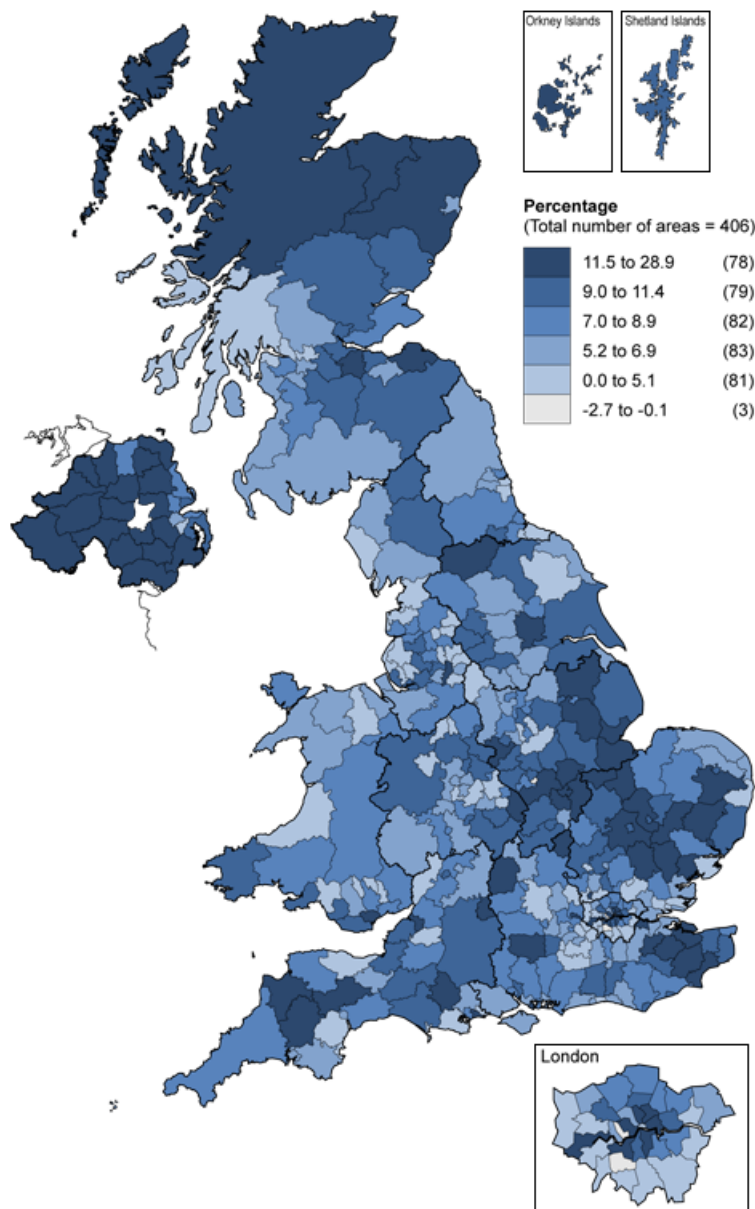 Orkney Islands
Shetland Islands
Percentage
(Total number of areas = 406)
11.5 to 28.9 (78)
9.0 to 11.4 (79)
7.0 to 8.9 (82)
5.2 to 6.9 (83)
0.0 to 5.1 (81)
-2.7 to -0.1 (3)
London